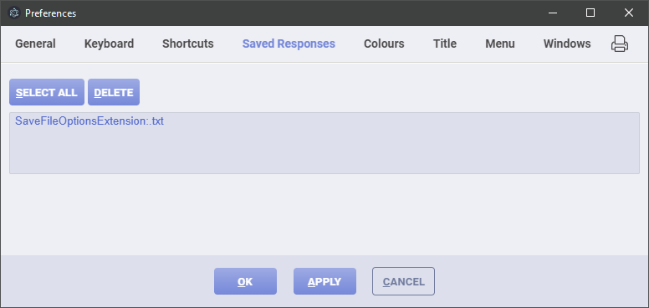 Preferences
General Keyboard Shortcuts Saved Responses Colours Title Menu Windows
SELECT ALL DELETE
SaveFileOptionsExtension:.txt
OK APPLY CANCEL